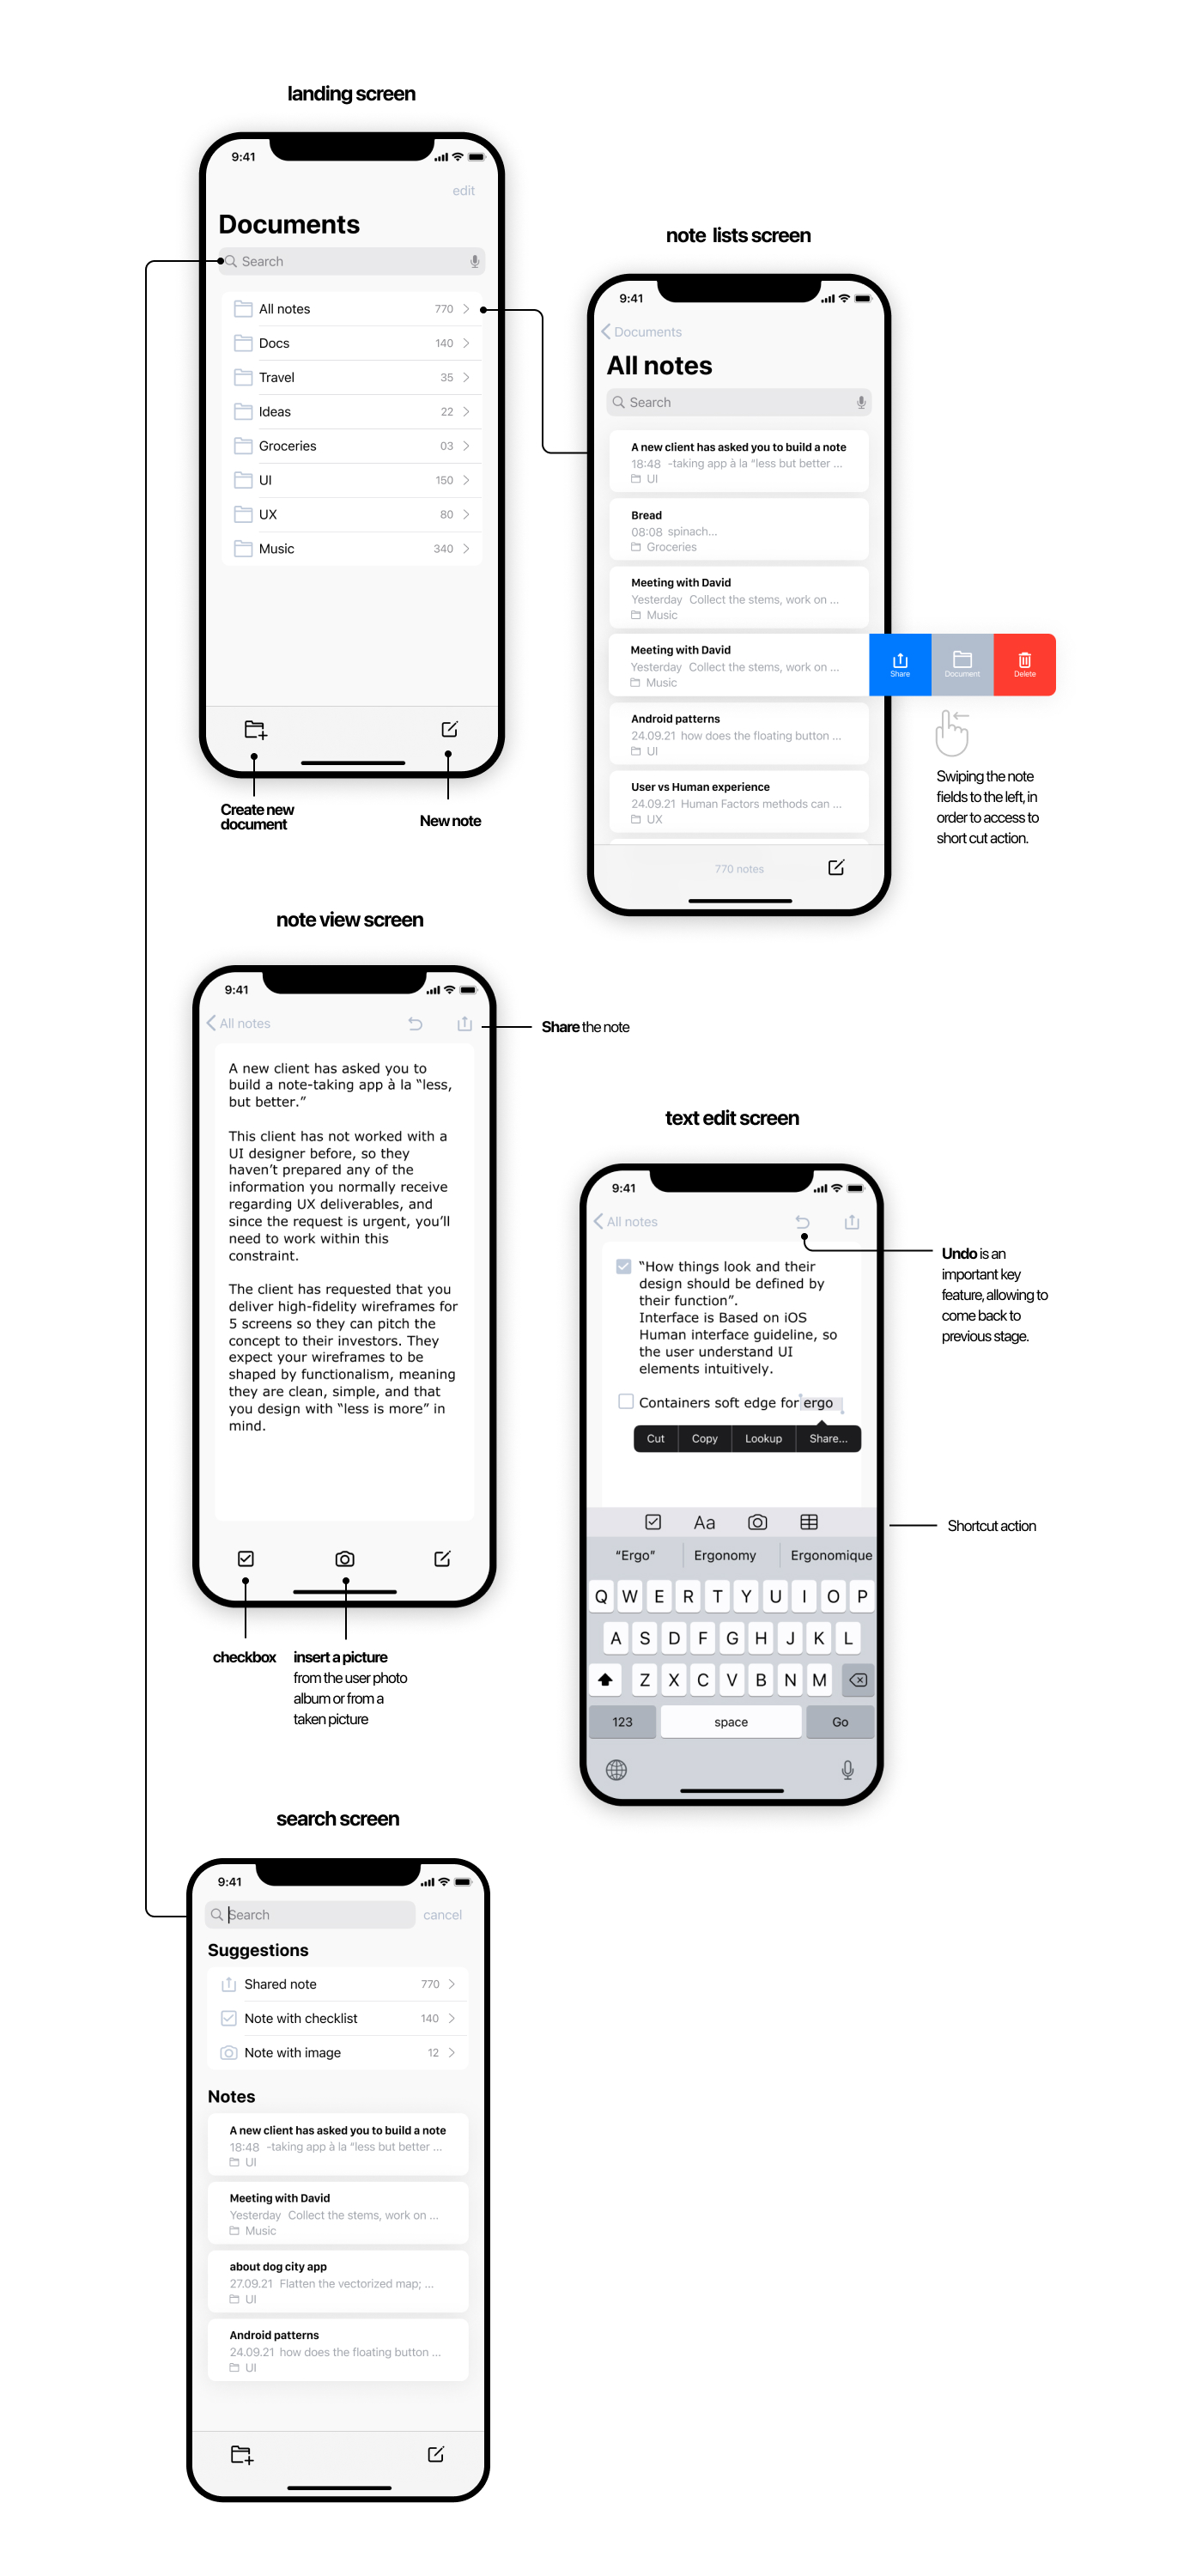 landing screen
9:41
edit
Documents
Search
All notes 770
Docs 140
Travel 35
Ideas 22
Groceries 03
UI 150
UX 80
Music 340
Create new
document
New note
note lists screen
9:41
Documents
All notes
Search
A new client has asked you to build a note
18:48 -taking app à la “less but better ...
UI
Bread
08:08 spinach...
Groceries
Meeting with David
Yesterday Collect the stems, work on ...
Music
Meeting with David
Yesterday Collect the stems, work on ...
Music
Share
Document
Delete
Android patterns
24.09.21 how does the floating button ...
UI
User vs Human experience
24.09.21 Human Factors methods can ...
UX
770 notes
Swiping the note
fields to the left, in
order to access to
short cut action.
note view screen
9:41
All notes
Share the note
A new client has asked you to
build a note-taking app à la “less,
but better.”
This client has not worked with a
UI designer before, so they
haven’t prepared any of the
information you normally receive
regarding UX deliverables, and
since the request is urgent, you’ll
need to work within this
constraint.
The client has requested that you
deliver high-fidelity wireframes for
5 screens so they can pitch the
concept to their investors. They
expect your wireframes to be
shaped by functionalism, meaning
they are clean, simple, and that
you design with “less is more” in
mind.
checkbox
insert a picture
from the user photo
album or from a
taken picture
text edit screen
9:41
All notes
Undo is an
important key
feature, allowing to
come back to
previous stage.
“How things look and their
design should be defined by
their function”.
Interface is Based on iOS
Human interface guideline, so
the user understand UI
elements intuitively.
Containers soft edge for ergo
Cut Copy Lookup Share...
Aa
Shortcut action
“Ergo” Ergonomy Ergonomique
Q W E R T Y U I O P
A S D F G H J K L
Z X C V B N M
123 space Go
search screen
9:41
Search cancel
Suggestions
Shared note 770
Note with checklist 140
Note with image 12
Notes
A new client has asked you to build a note
18:48 -taking app à la “less but better ...
UI
Meeting with David
Yesterday Collect the stems, work on ...
Music
about dog city app
27.09.21 Flatten the vectorized map; ...
UI
Android patterns
24.09.21 how does the floating button ...
UI